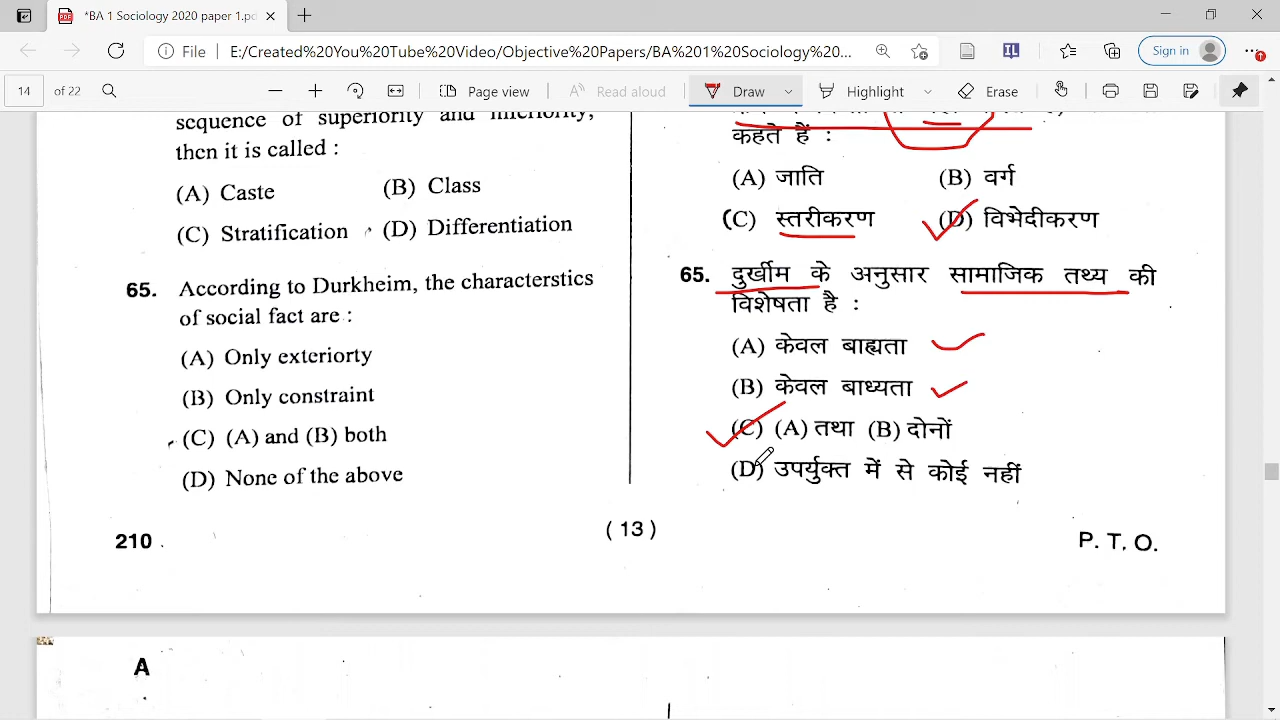 *BA 1 Sociology 2020 paper 1.pd
File
E:/Created%20You%20Tube%20Video/Objective%20Papers/BA%201%20Sociology%20...
Sign in
14
of 22
Page view
Read aloud
Draw
Highlight
Erase
sequence of superiority and inferiority,
then it is called :
(A) Caste
(B) Class
(C) Stratification
(D) Differentiation
65. According to Durkheim, the characterstics
of social fact are :
(A) Only exteriorty
(B) Only constraint
(C) (A) and (B) both
(D) None of the above
कहते हैं :
(A) जाति
(B) वर्ग
(C) स्तरीकरण
(D) विभेदीकरण
65. दुर्खीम के अनुसार सामाजिक तथ्य की
विशेषता है :
(A) केवल बाह्यता
(B) केवल बाध्यता
(C) (A) तथा (B) दोनों
(D) उपर्युक्त में से कोई नहीं
210
( 13 )
P. T. O.
A